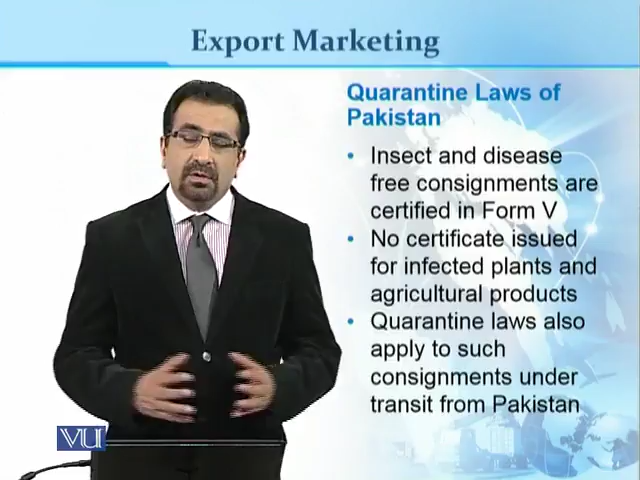 Export Marketing
Quarantine Laws of
Pakistan
• Insect and disease
free consignments are
certified in Form V
• No certificate issued
for infected plants and
agricultural products
• Quarantine laws also
apply to such
consignments under
transit from Pakistan
VU